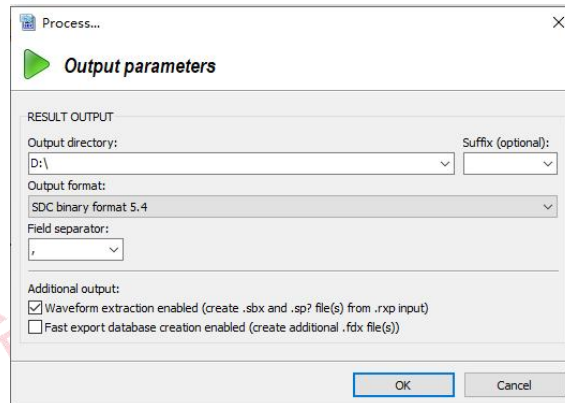 Process...
Output parameters
RESULT OUTPUT
Output directory:
Suffix (optional):
D:\
Output format:
SDC binary format 5.4
Field separator:
,
Additional output:
Waveform extraction enabled (create .sbx and .sp? file(s) from .rxp input)
Fast export database creation enabled (create additional .fdx file(s))
OK
Cancel